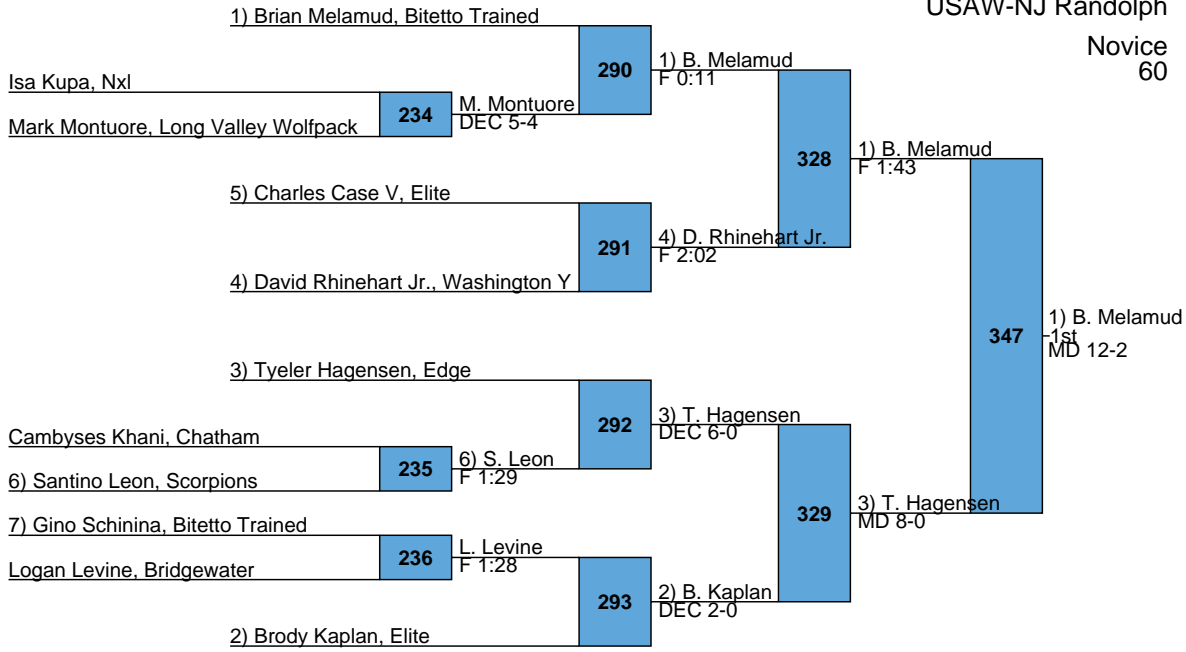 USAW-NJ Randolph
Novice
60
1) Brian Melamud, Bitetto Trained
290
1) B. Melamud
F 0:11
Isa Kupa, Nxl
234
M. Montuore
DEC 5-4
Mark Montuore, Long Valley Wolfpack
328
1) B. Melamud
F 1:43
5) Charles Case V, Elite
291
4) D. Rhinehart Jr.
F 2:02
4) David Rhinehart Jr., Washington Y
347
1) B. Melamud
1st
MD 12-2
3) Tyeler Hagensen, Edge
292
3) T. Hagensen
DEC 6-0
Cambyses Khani, Chatham
235
6) S. Leon
F 1:29
6) Santino Leon, Scorpions
329
3) T. Hagensen
MD 8-0
7) Gino Schinina, Bitetto Trained
236
L. Levine
F 1:28
Logan Levine, Bridgewater
293
2) B. Kaplan
DEC 2-0
2) Brody Kaplan, Elite